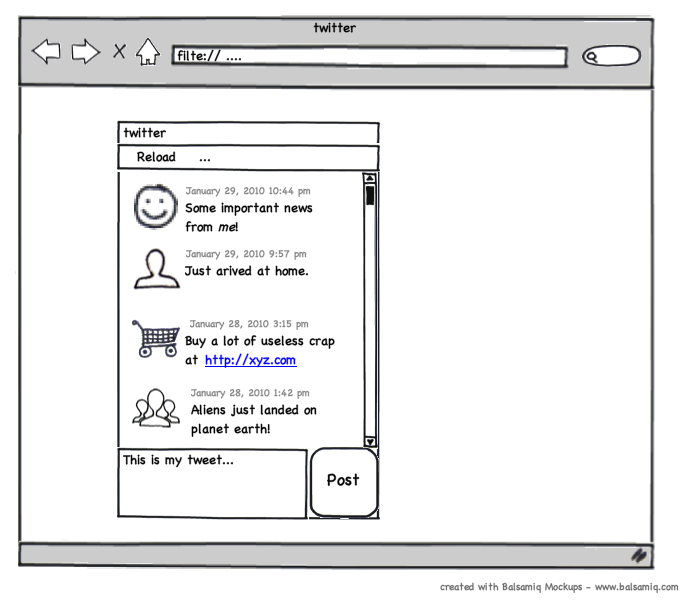 twitter
filte:// ....
twitter
Reload ...
January 29, 2010 10:44 pm
Some important news
from me!
January 29, 2010 9:57 pm
Just arived at home.
January 28, 2010 3:15 pm
Buy a lot of useless crap
at http://xyz.com
January 28, 2010 1:42 pm
Aliens just landed on
planet earth!
This is my tweet...
Post
created with Balsamiq Mockups - www.balsamiq.com